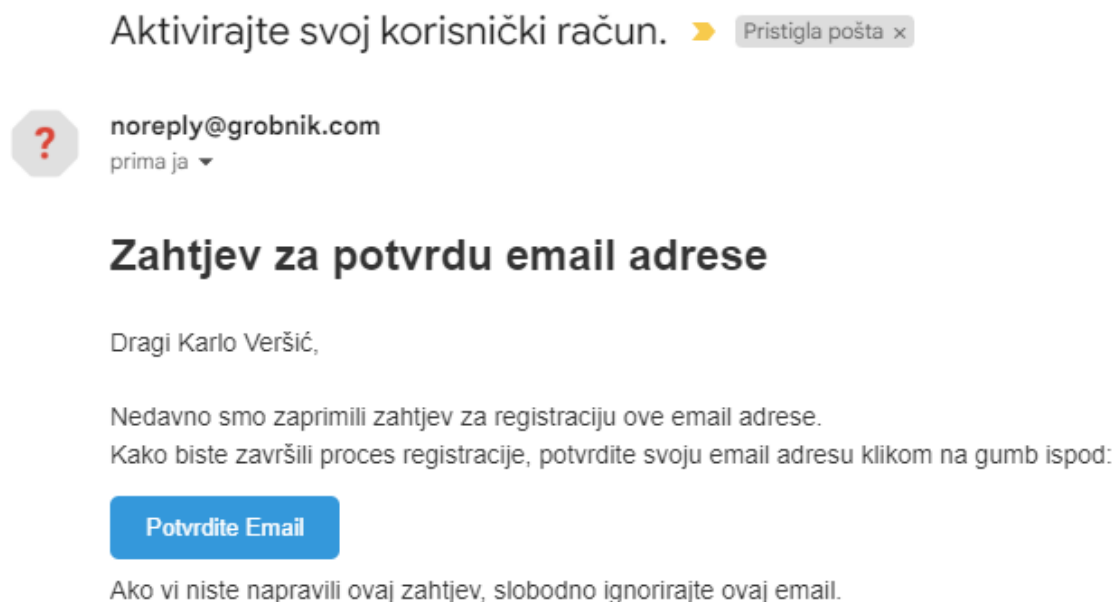 Aktivirajte svoj korisnički račun. Pristigla pošta ×
?
noreply@grobnik.com
prima ja
Zahtjev za potvrdu email adrese
Dragi Karlo Veršić,
Nedavno smo zaprimili zahtjev za registraciju ove email adrese.
Kako biste završili proces registracije, potvrdite svoju email adresu klikom na gumb ispod:
Potvrdite Email
Ako vi niste napravili ovaj zahtjev, slobodno ignorirajte ovaj email.